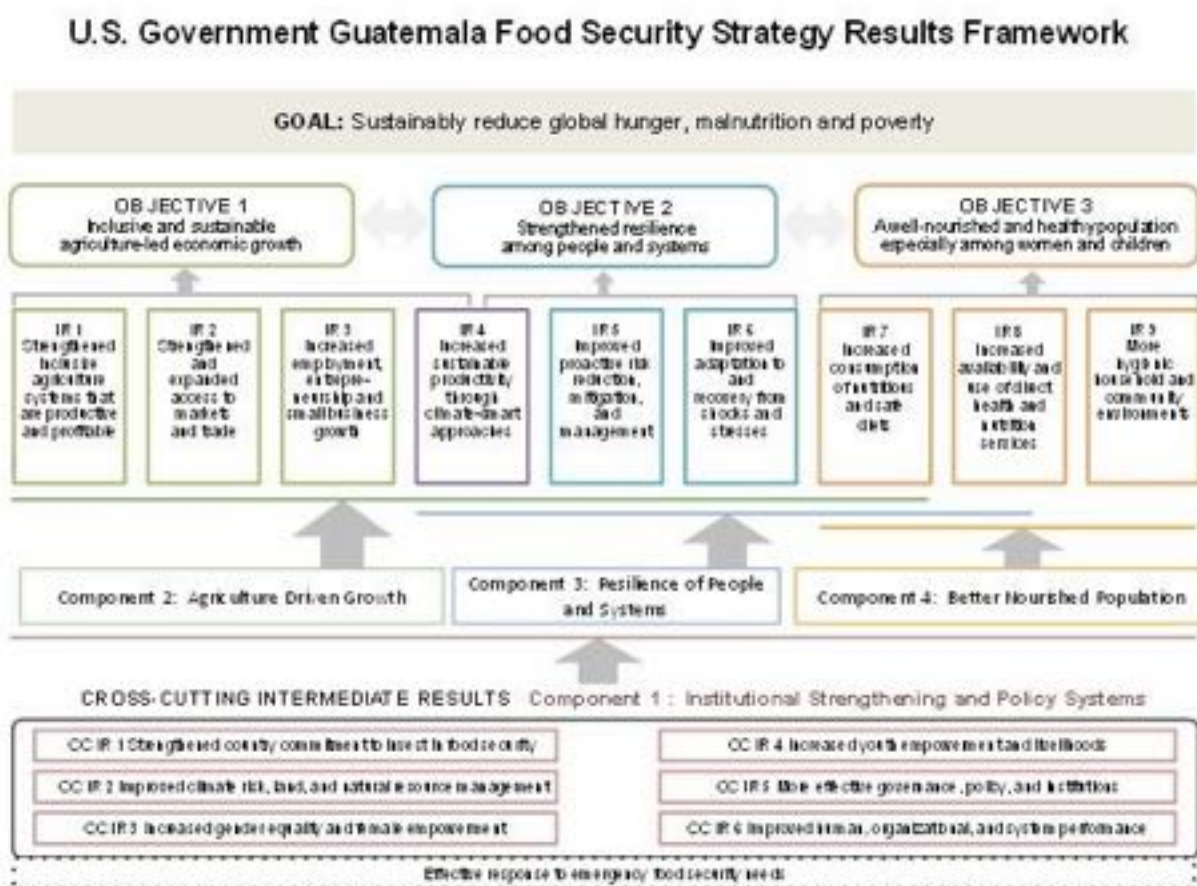 U.S. Government Guatemala Food Security Strategy Results Framework
GOAL: Sustainably reduce global hunger, malnutrition and poverty
OBJECTIVE 1
Inclusive and sustainable
agriculture-led economic growth
OBJECTIVE 2
Strengthened resilience
among people and systems
OBJECTIVE 3
A well-nourished and healthy population
especially among women and children
IR 1
Strengthened
inclusive
agriculture
systems that
are productive
and profitable
IR 2
Strengthened
and
expanded
access to
markets
and trade
IR 3
Increased
employment,
entrepre-
neurship and
small business
growth
IR 4
Increased
sustainable
productivity
through
climate-smart
approaches
IR 5
Improved
proactive risk
reduction,
mitigation,
and
management
IR 6
Improved
adaptation to
and
recovery from
shocks and
stresses
IR 7
Increased
consumption
of nutritious
and safe
diets
IR 8
Increased
availability and
use of direct
health and
nutrition
services
IR 9
More
hygienic
household and
community
environments
Component 2: Agriculture Driven Growth
Component 3: Resilience of People
and Systems
Component 4: Better Nourished Population
CROSS-CUTTING INTERMEDIATE RESULTS Component 1 : Institutional Strengthening and Policy Systems
CC IR 1 Strengthened country commitment to invest in food security
CC IR 2 Improved climate risk, land, and natural resource management
CC IR 3 Increased gender equality and female empowerment
CC IR 4 Increased youth empowerment and livelihoods
CC IR 5 More effective governance, policy, and institutions
CC IR 6 Improved human, organizational, and system performance
Effective response to emergency food security needs